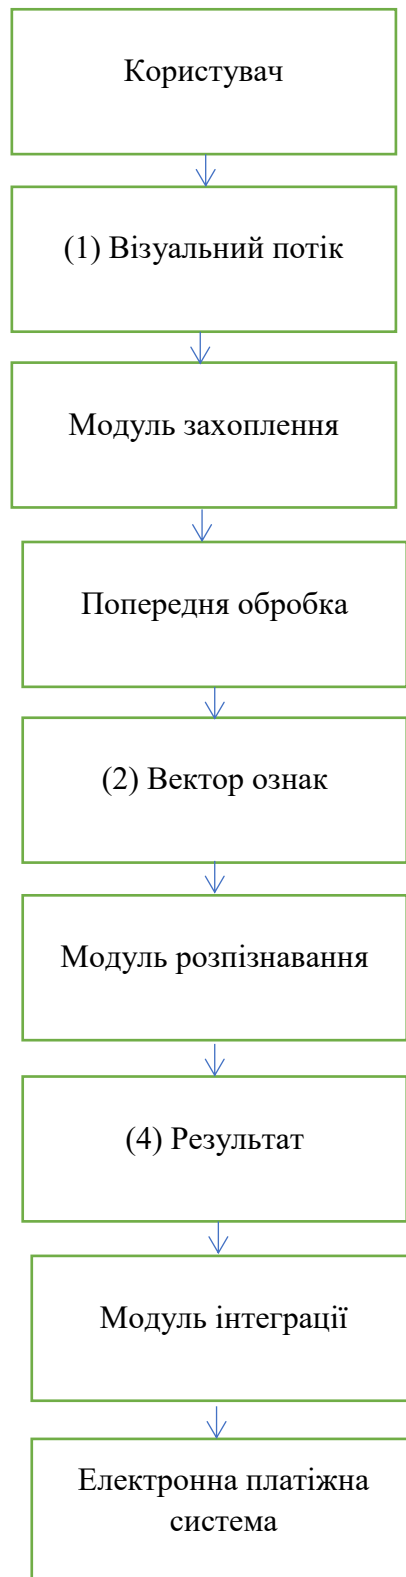 Користувач
(1) Візуальний потік
Модуль захоплення
Попередня обробка
(2) Вектор ознак
Модуль розпізнавання
(4) Результат
Модуль інтеграції
Електронна платіжна
система